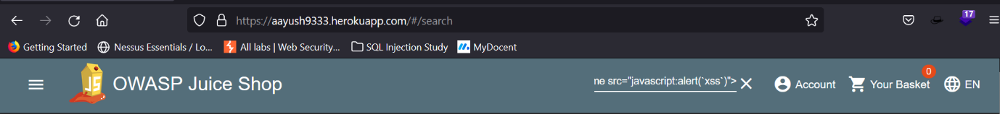 https://aayush9333.herokuapp.com/#/search
17
Getting Started Nessus Essentials / Lo... All labs | Web Security... SQL Injection Study MyDocent
JS OWASP Juice Shop ne src="javascript:alert(`xss`)"> Account Your Basket 0 EN